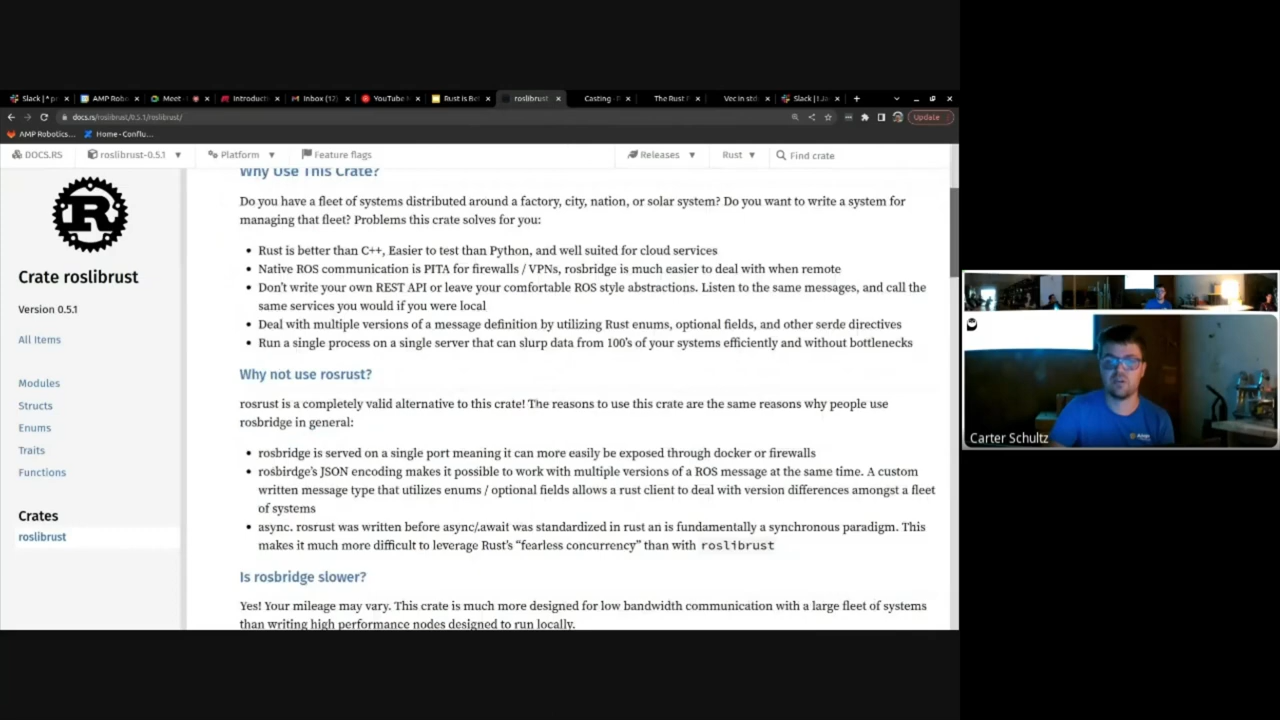 Slack | * p
AMP Robo
Meet
Introduct
Inbox (17
YouTube
Rust is Be
roslibrust
Casting
The Rust
Vec in std
Slack |
docs.rs/roslibrust/0.5.1/roslibrust/
Update
AMP Robotics...
Home - Conflu...
DOCS.RS
roslibrust-0.5.1
Platform
Feature flags
Releases
Rust
Find crate
R
Crate roslibrust
Version 0.5.1
All Items
Modules
Structs
Enums
Traits
Functions
Crates
roslibrust
Why Use This Crate?
Do you have a fleet of systems distributed around a factory, city, nation, or solar system? Do you want to write a system for
managing that fleet? Problems this crate solves for you:
Rust is better than C++, Easier to test than Python, and well suited for cloud services
Native ROS communication is PITA for firewalls / VPNs, rosbridge is much easier to deal with when remote
Don't write your own REST API or leave your comfortable ROS style abstractions. Listen to the same messages, and call the
same services you would if you were local
Deal with multiple versions of a message definition by utilizing Rust enums, optional fields, and other serde directives
Run a single process on a single server that can slurp data from 100's of your systems efficiently and without bottlenecks
Why not use rosrust?
rosrust is a completely valid alternative to this crate! The reasons to use this crate are the same reasons why people use
rosbridge in general:
rosbridge is served on a single port meaning it can more easily be exposed through docker or firewalls
rosbirdge's JSON encoding makes it possible to work with multiple versions of a ROS message at the same time. A custom
written message type that utilizes enums / optional fields allows a rust client to deal with version differences amongst a fleet
of systems
async. rosrust was written before async/.await was standardized in rust an is fundamentally a synchronous paradigm. This
makes it much more difficult to leverage Rust's "fearless concurrency" than with roslibrust
Is rosbridge slower?
Yes! Your mileage may vary. This crate is much more designed for low bandwidth communication with a large fleet of systems
than writing high performance nodes designed to run locally.
Carter Schultz